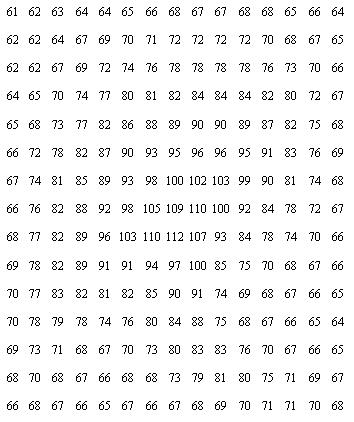 61 62 63 64 64 65 66 68 67 67 68 68 65 66 64
62 62 64 67 69 70 71 72 72 72 72 70 68 67 65
62 62 67 69 72 74 76 78 78 78 78 76 73 70 66
64 65 70 74 77 80 81 82 84 84 84 82 80 72 67
65 68 73 77 82 86 88 89 90 90 89 87 82 75 68
66 72 78 82 87 90 93 95 96 96 95 91 83 76 69
67 74 81 85 89 93 98 100 102 103 99 90 81 74 68
66 76 82 88 92 98 105 109 110 100 92 84 78 72 67
68 77 82 89 96 103 110 112 107 93 84 78 74 70 66
69 78 82 89 91 91 94 97 100 85 75 70 68 67 66
70 77 83 82 81 82 85 90 91 74 69 68 67 66 65
70 78 79 78 74 76 80 84 88 75 68 67 66 65 64
69 73 71 68 67 70 73 80 83 83 76 70 67 66 65
68 70 68 67 66 68 68 73 79 81 80 75 71 69 67
66 68 67 66 65 67 66 67 68 69 70 71 71 70 68